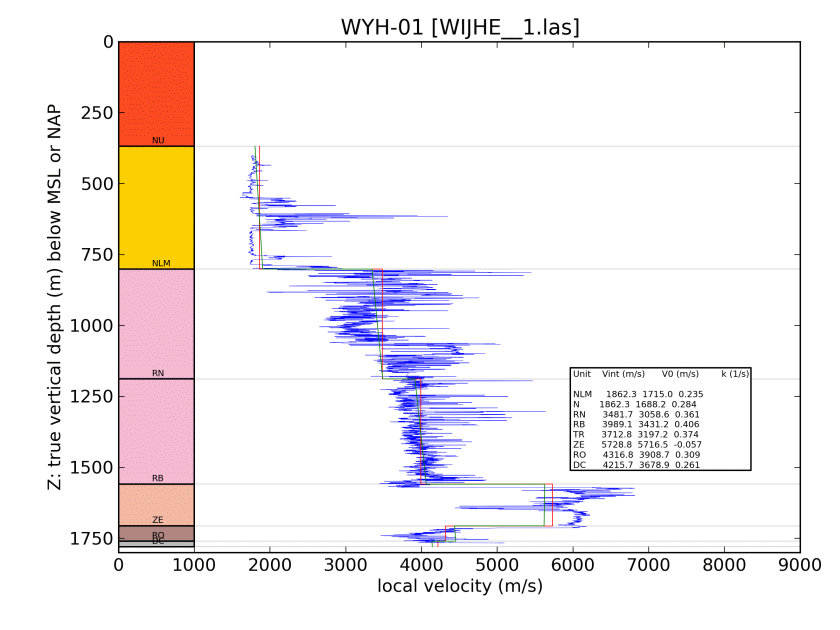 WYH-01 [WIJHE__1.las]
0
250
500
750
1000
1250
1500
1750
Z: true vertical depth (m) below MSL or NAP
NU
NLM
RN
RB
ZE
RO
DC
Unit Vint (m/s) V0 (m/s) k (1/s)
NLM 1862.3 1715.0 0.235
N 1862.3 1688.2 0.284
RN 3481.7 3058.6 0.361
RB 3989.1 3431.2 0.406
TR 3712.8 3197.2 0.374
ZE 5728.8 5716.5 -0.057
RO 4316.8 3908.7 0.309
DC 4215.7 3678.9 0.261
0 1000 2000 3000 4000 5000 6000 7000 8000 9000
local velocity (m/s)